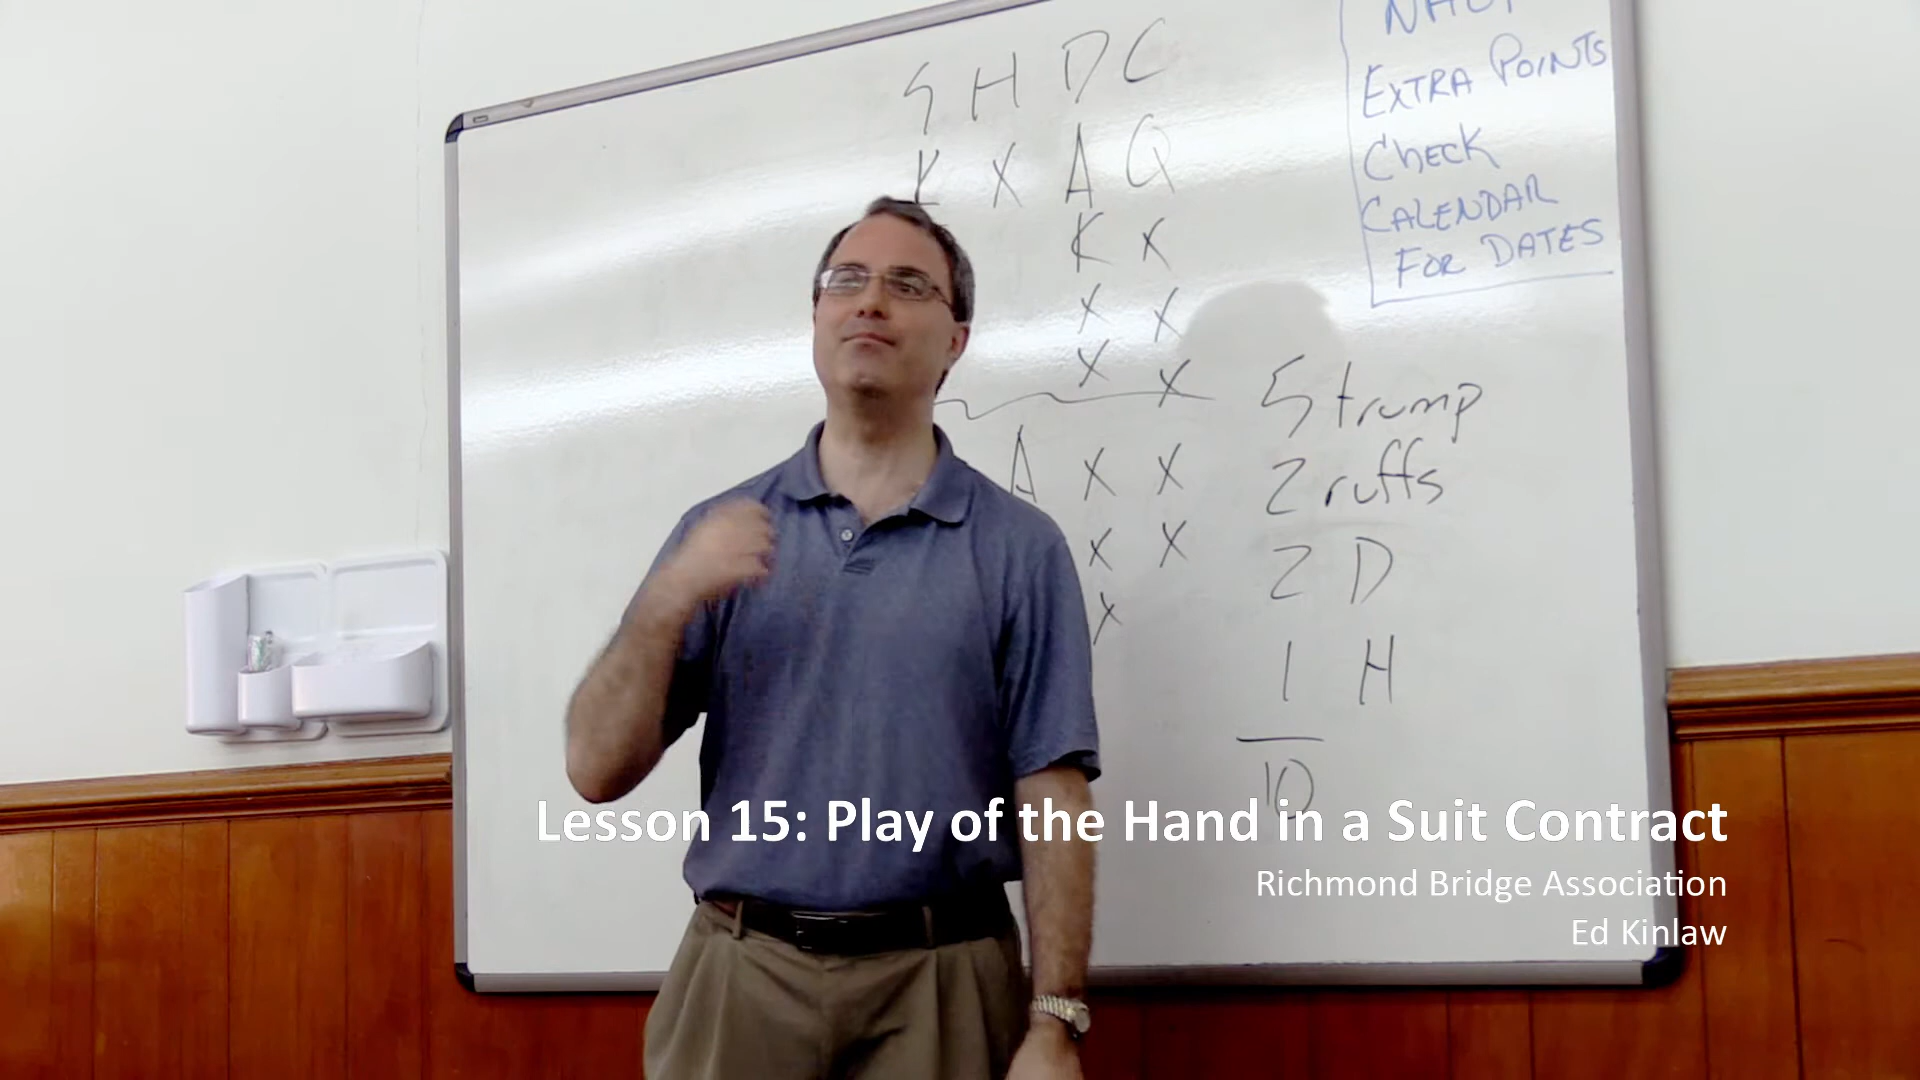 S H D C
K X A Q
K X
X X
X X
A X X
X X
X
EXTRA POINTS
CHECK
CALENDAR
FOR DATES
5 trump
2 ruffs
2 D
1 H
10
Lesson 15: Play of the Hand in a Suit Contract
Richmond Bridge Association
Ed Kinlaw